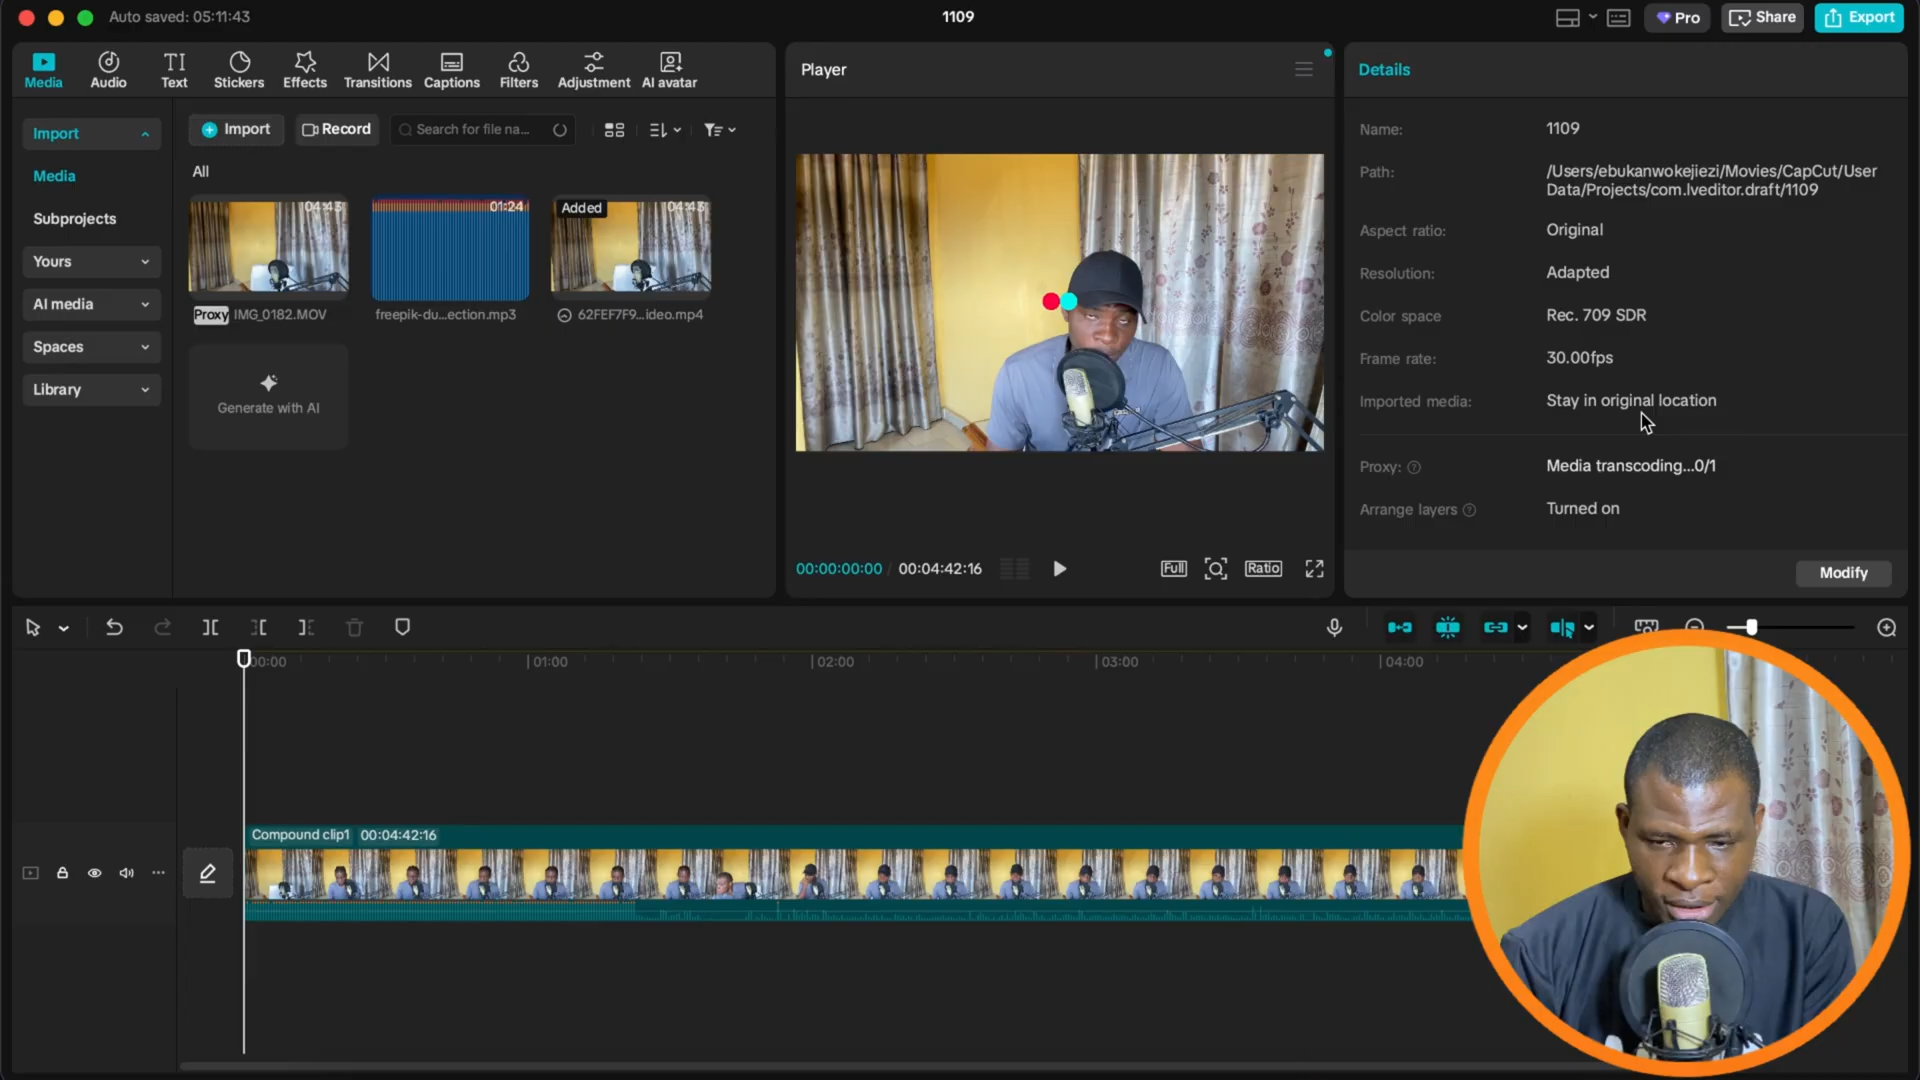 Auto saved: 05:11:43
1109
Pro
Share
Export
Media
Audio
Text
Stickers
Effects
Transitions
Captions
Filters
Adjustment
AI avatar
Import
Media
Subprojects
Yours
AI media
Spaces
Library
Import
Record
Search for file na...
All
04:43
01:24
Added
04:43
Proxy IMG_0182.MOV
freepik-du...ection.mp3
62FEF7F9...ideo.mp4
Generate with AI
Player
00:00:00:00 / 00:04:42:16
Full
Ratio
Details
Name: 1109
Path: /Users/ebukanwokejiezi/Movies/CapCut/User
Data/Projects/com.lveditor.draft/1109
Aspect ratio: Original
Resolution: Adapted
Color space Rec. 709 SDR
Frame rate: 30.00fps
Imported media: Stay in original location
Proxy: Media transcoding...0/1
Arrange layers Turned on
Modify
00:00
01:00
02:00
03:00
04:00
Compound clip1 00:04:42:16